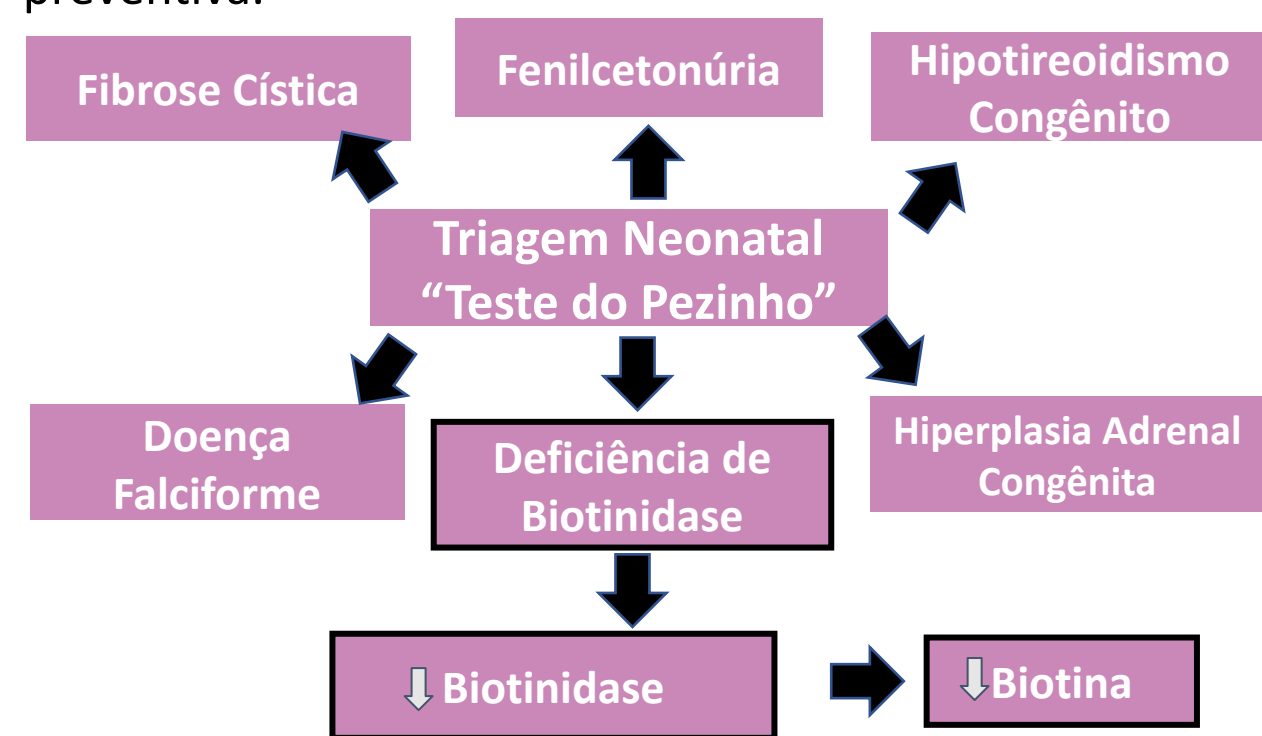 preventiva.
Fibrose Cística
Fenilcetonúria
Hipotireoidismo
Congênito
Triagem Neonatal
“Teste do Pezinho”
Doença
Falciforme
Deficiência de
Biotinidase
Hiperplasia Adrenal
Congênita
Biotinidase
Biotina